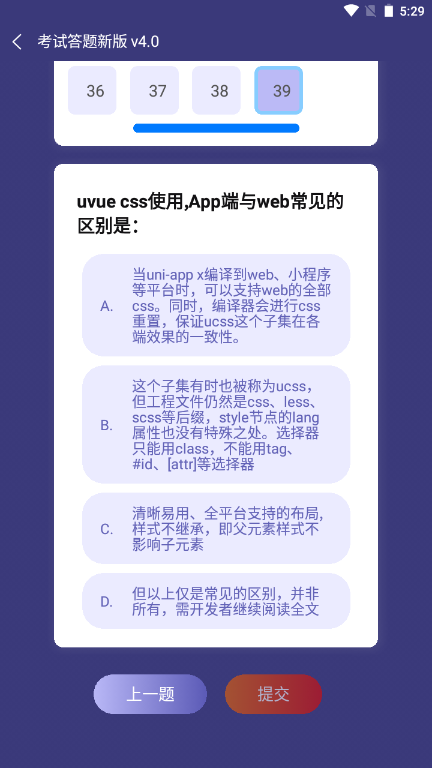 5:29
考试答题新版 v4.0
36 37 38 39
uvue css使用,App端与web常见的
区别是：
A.
当uni-app x编译到web、小程序
等平台时，可以支持web的全部
css。同时，编译器会进行css
重置，保证ucss这个子集在各
端效果的一致性。
B.
这个子集有时也被称为ucss，
但工程文件仍然是css、less、
scss等后缀，style节点的lang
属性也没有特殊之处。选择器
只能用class，不能用tag、
#id、[attr]等选择器
C.
清晰易用、全平台支持的布局,
样式不继承，即父元素样式不
影响子元素
D.
但以上仅是常见的区别，并非
所有，需开发者继续阅读全文
上一题 提交